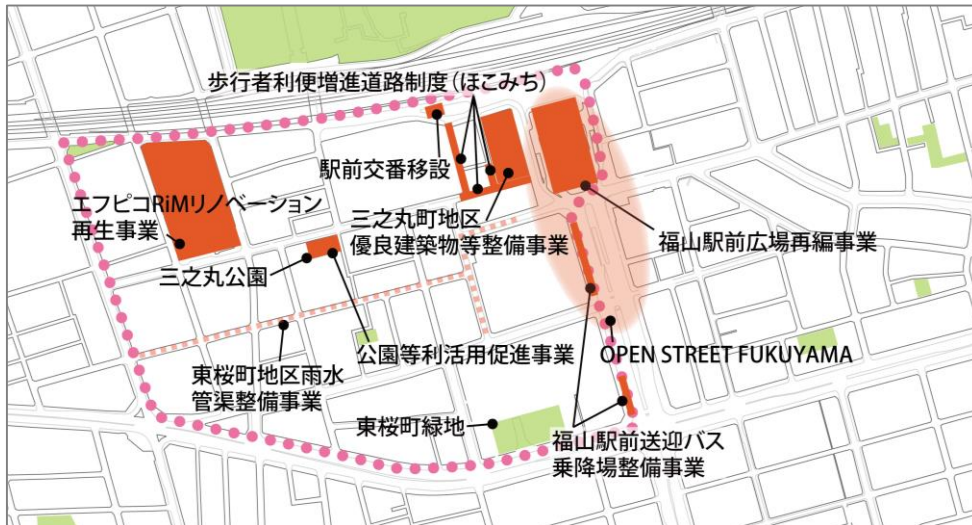 歩行者利便増進道路制度(ほこみち)
駅前交番移設
エフピコRiMリノベーション
再生事業
三之丸町地区
優良建築物等整備事業
福山駅前広場再編事業
三之丸公園
公園等利活用促進事業
OPEN STREET FUKUYAMA
東桜町地区雨水
管渠整備事業
東桜町緑地
福山駅前送迎バス
乗降場整備事業